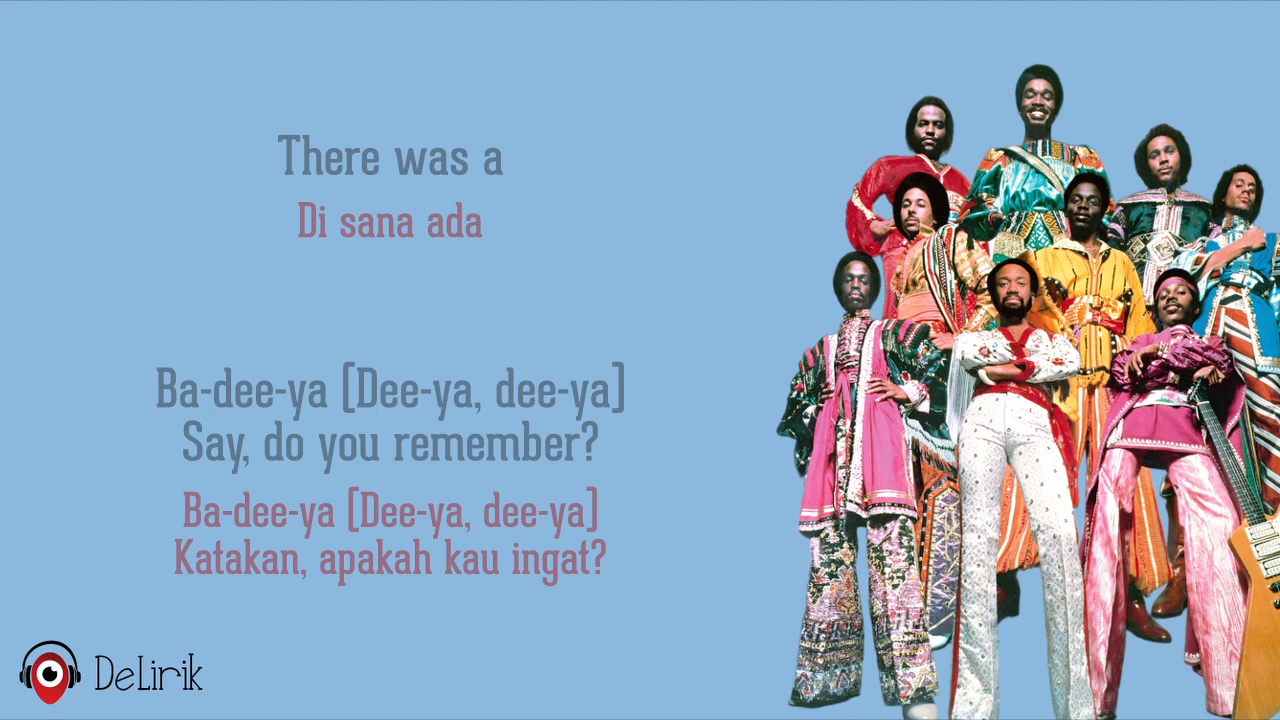 There was a
Di sana ada
Ba-dee-ya (Dee-ya, dee-ya)
Say, do you remember?
Ba-dee-ya (Dee-ya, dee-ya)
Katakan, apakah kau ingat?
DeLirik